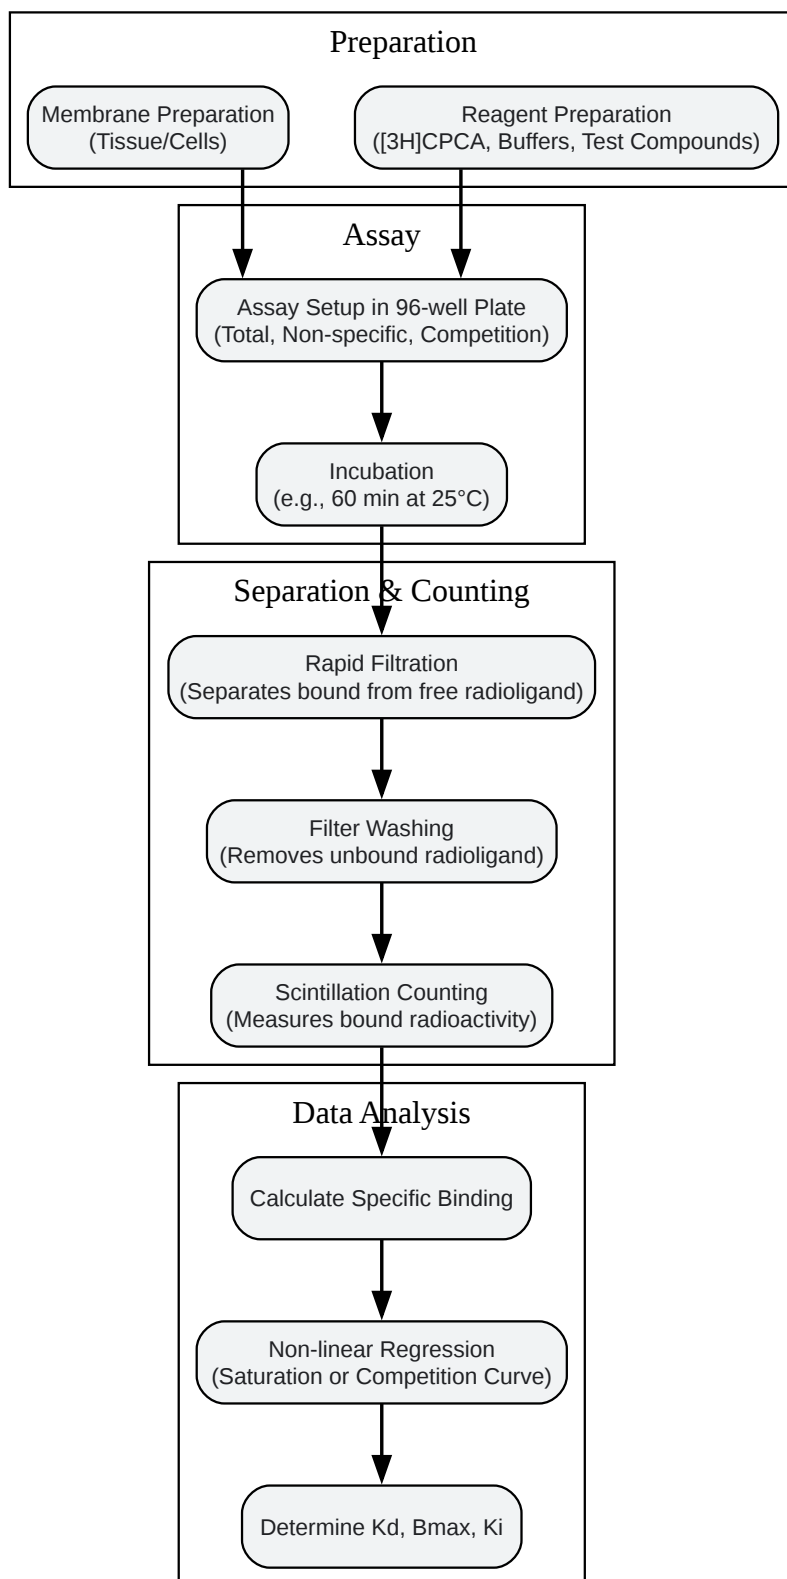 Preparation
Membrane Preparation
(Tissue/Cells)
Reagent Preparation
([3H]CPCA, Buffers, Test Compounds)
Assay
Assay Setup in 96-well Plate
(Total, Non-specific, Competition)
Incubation
(e.g., 60 min at 25°C)
Separation & Counting
Rapid Filtration
(Separates bound from free radioligand)
Filter Washing
(Removes unbound radioligand)
Scintillation Counting
(Measures bound radioactivity)
Data Analysis
Calculate Specific Binding
Non-linear Regression
(Saturation or Competition Curve)
Determine Kd, Bmax, Ki